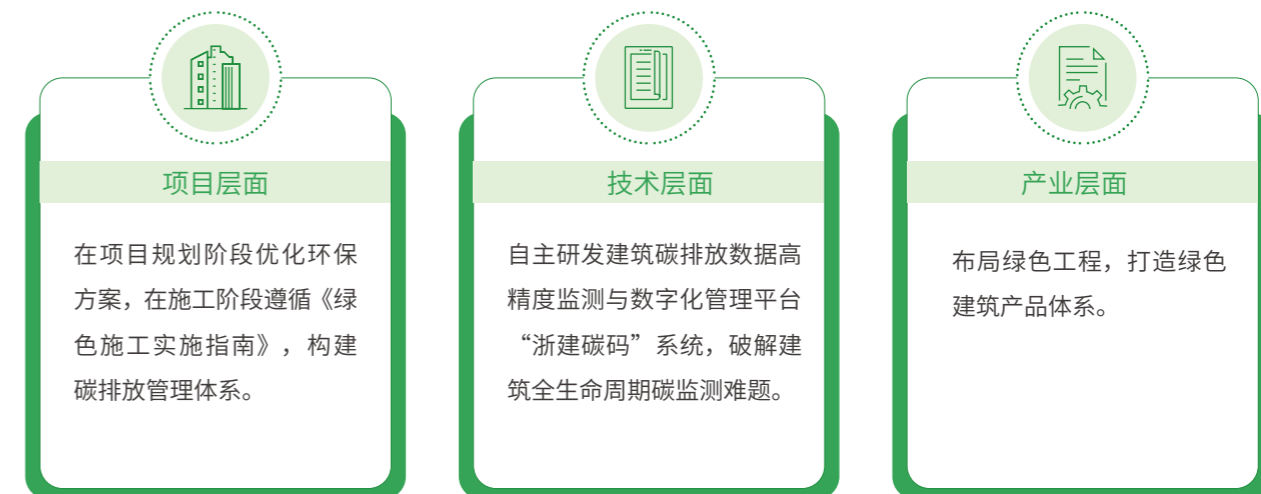 项目层面
在项目规划阶段优化环保
方案，在施工阶段遵循《绿
色施工实施指南》，构建
碳排放管理体系。
技术层面
自主研发建筑碳排放数据高
精度监测与数字化管理平台
“浙建碳码”系统，破解建
筑全生命周期碳监测难题。
产业层面
布局绿色工程，打造绿色
建筑产品体系。